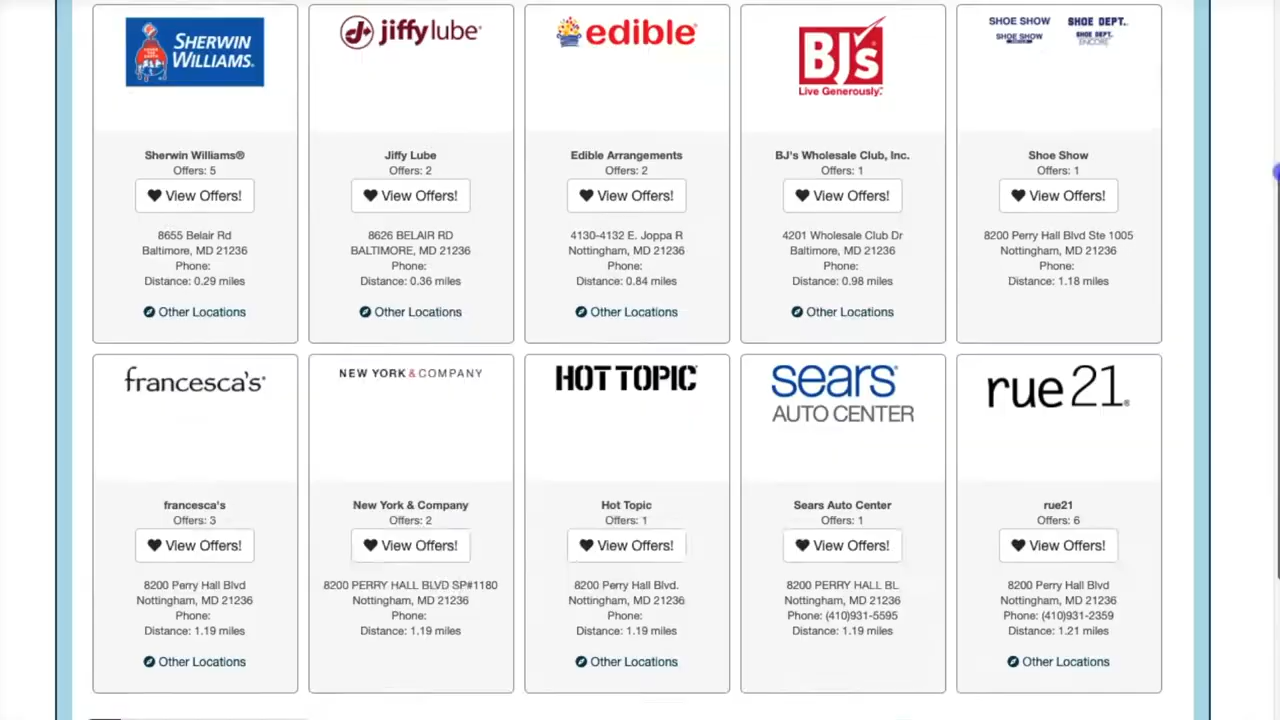 SHERWIN
WILLIAMS.
jiffylube
edible
BJ's
Live Generously.
SHOE SHOW
SHOE DEPT.
SHOE SHOW
SHOE DEPT.
ENCORE
Sherwin Williams®
Offers: 5
View Offers!
8655 Belair Rd
Baltimore, MD 21236
Phone:
Distance: 0.29 miles
Other Locations
Jiffy Lube
Offers: 2
View Offers!
8626 BELAIR RD
BALTIMORE, MD 21236
Phone:
Distance: 0.36 miles
Other Locations
Edible Arrangements
Offers: 2
View Offers!
4130-4132 E. Joppa R
Nottingham, MD 21236
Phone:
Distance: 0.84 miles
Other Locations
BJ's Wholesale Club, Inc.
Offers: 1
View Offers!
4201 Wholesale Club Dr
Baltimore, MD 21236
Phone:
Distance: 0.98 miles
Other Locations
Shoe Show
Offers: 1
View Offers!
8200 Perry Hall Blvd Ste 1005
Nottingham, MD 21236
Phone:
Distance: 1.18 miles
francesca's
francesca's
Offers: 3
View Offers!
8200 Perry Hall Blvd
Nottingham, MD 21236
Phone:
Distance: 1.19 miles
Other Locations
NEW YORK & COMPANY
New York & Company
Offers: 2
View Offers!
8200 PERRY HALL BLVD SP#1180
Nottingham, MD 21236
Phone:
Distance: 1.19 miles
HOT TOPIC
Hot Topic
Offers: 1
View Offers!
8200 Perry Hall Blvd.
Nottingham, MD 21236
Phone:
Distance: 1.19 miles
Other Locations
sears
AUTO CENTER
Sears Auto Center
Offers: 1
View Offers!
8200 PERRY HALL BL
Nottingham, MD 21236
Phone: (410)931-5595
Distance: 1.19 miles
rue21
rue21
Offers: 6
View Offers!
8200 Perry Hall Blvd
Nottingham, MD 21236
Phone: (410)931-2359
Distance: 1.21 miles
Other Locations